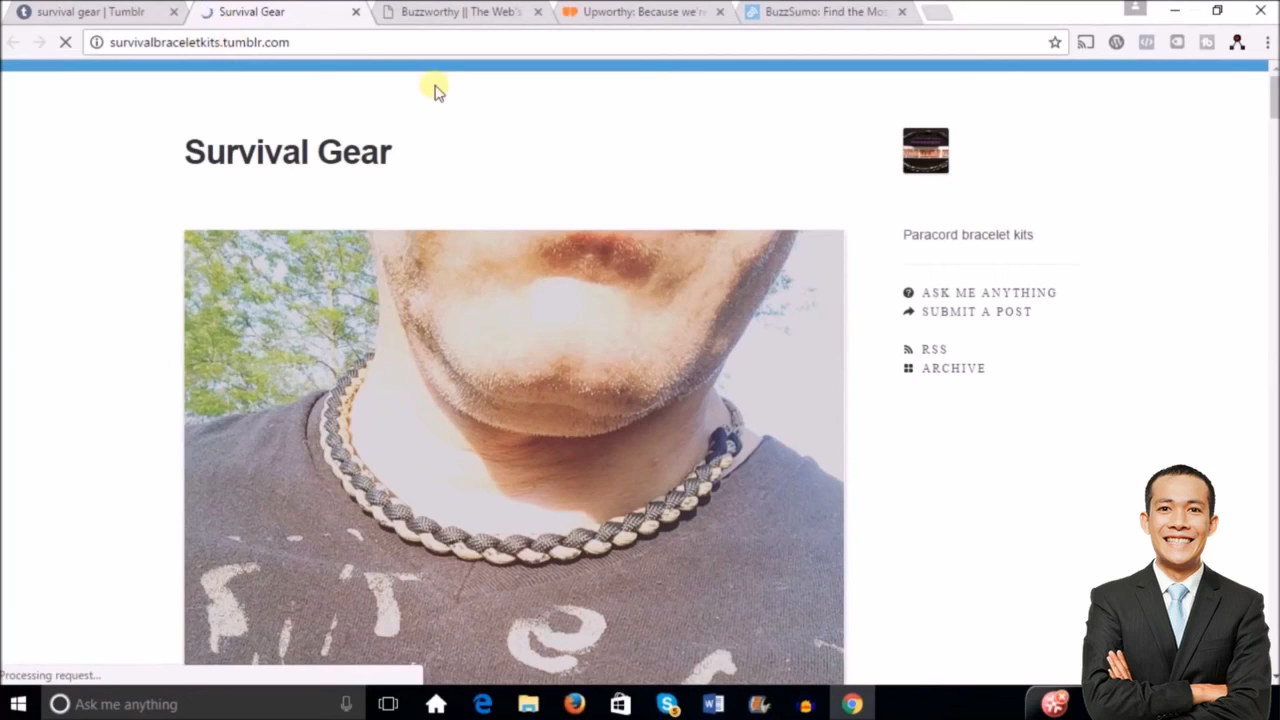 survival gear | Tumblr
Survival Gear
Buzzworthy || The Web's
Upworthy: Because we're
BuzzSumo: Find the Mos
survivalbraceletkits.tumblr.com
Survival Gear
Paracord bracelet kits
ASK ME ANYTHING
SUBMIT A POST
RSS
ARCHIVE
Processing request...
Ask me anything